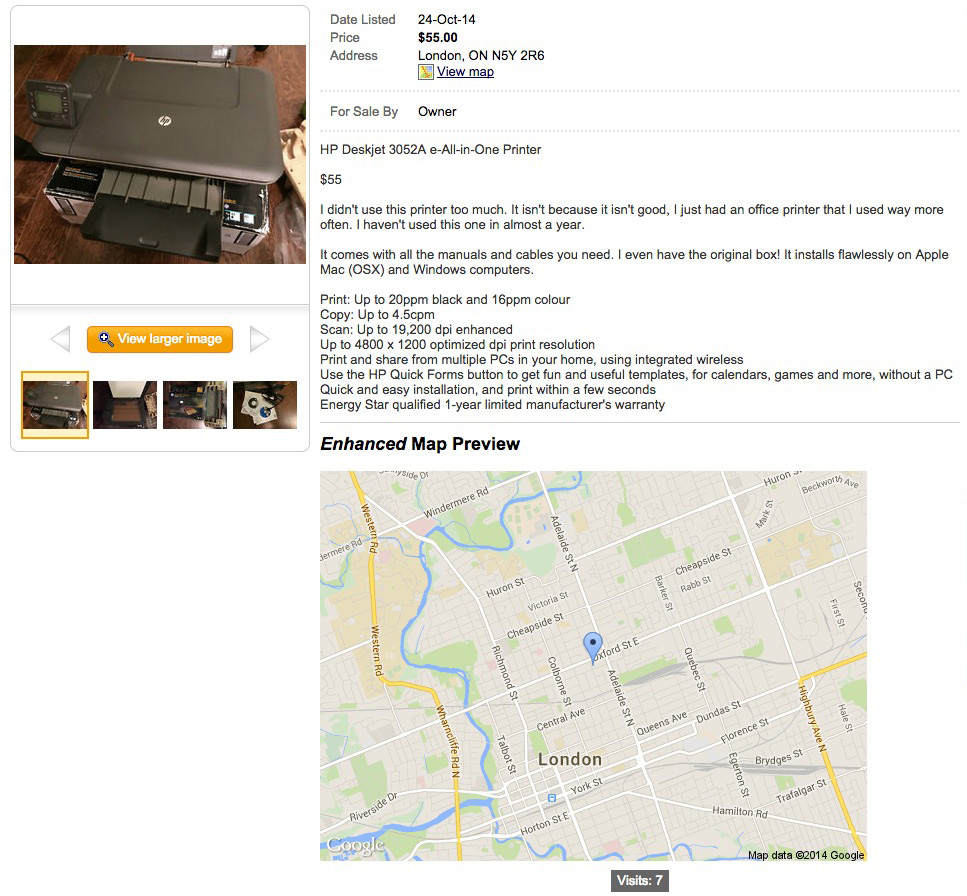 Date Listed 24-Oct-14
Price $55.00
Address London, ON N5Y 2R6
View map
For Sale By Owner
hp
View larger image
HP Deskjet 3052A e-All-in-One Printer
$55
I didn't use this printer too much. It isn't because it isn't good, I just had an office printer that I used way more
often. I haven't used this one in almost a year.
It comes with all the manuals and cables you need. I even have the original box! It installs flawlessly on Apple
Mac (OSX) and Windows computers.
Print: Up to 20ppm black and 16ppm colour
Copy: Up to 4.5cpm
Scan: Up to 19,200 dpi enhanced
Up to 4800 x 1200 optimized dpi print resolution
Print and share from multiple PCs in your home, using integrated wireless
Use the HP Quick Forms button to get fun and useful templates, for calendars, games and more, without a PC
Quick and easy installation, and print within a few seconds
Energy Star qualified 1-year limited manufacturer's warranty
Enhanced Map Preview
Sunnyside Dr
Huron St
Beckworth Ave
Windermere Rd
Mark St
Western Rd
Adelaide St N
dermere Rd
Cheapside St
Huron St
Barker St
Rabb St
Victoria St
Second
First St
Cheapside St
Western Rd
Oxford St E
Richmond St
Colborne St
Quebec St
Adelaide St N
Highbury Ave N
Hale St
Central Ave
Queens Ave
Dundas St
Wharncliffe Rd N
Florence St
Talbot St
London
Brydges St
Egerton St
York St
Trafalgar St
Riverside Dr
Hamilton Rd
Horton St E
Google
Map data ©2014 Google
Visits: 7